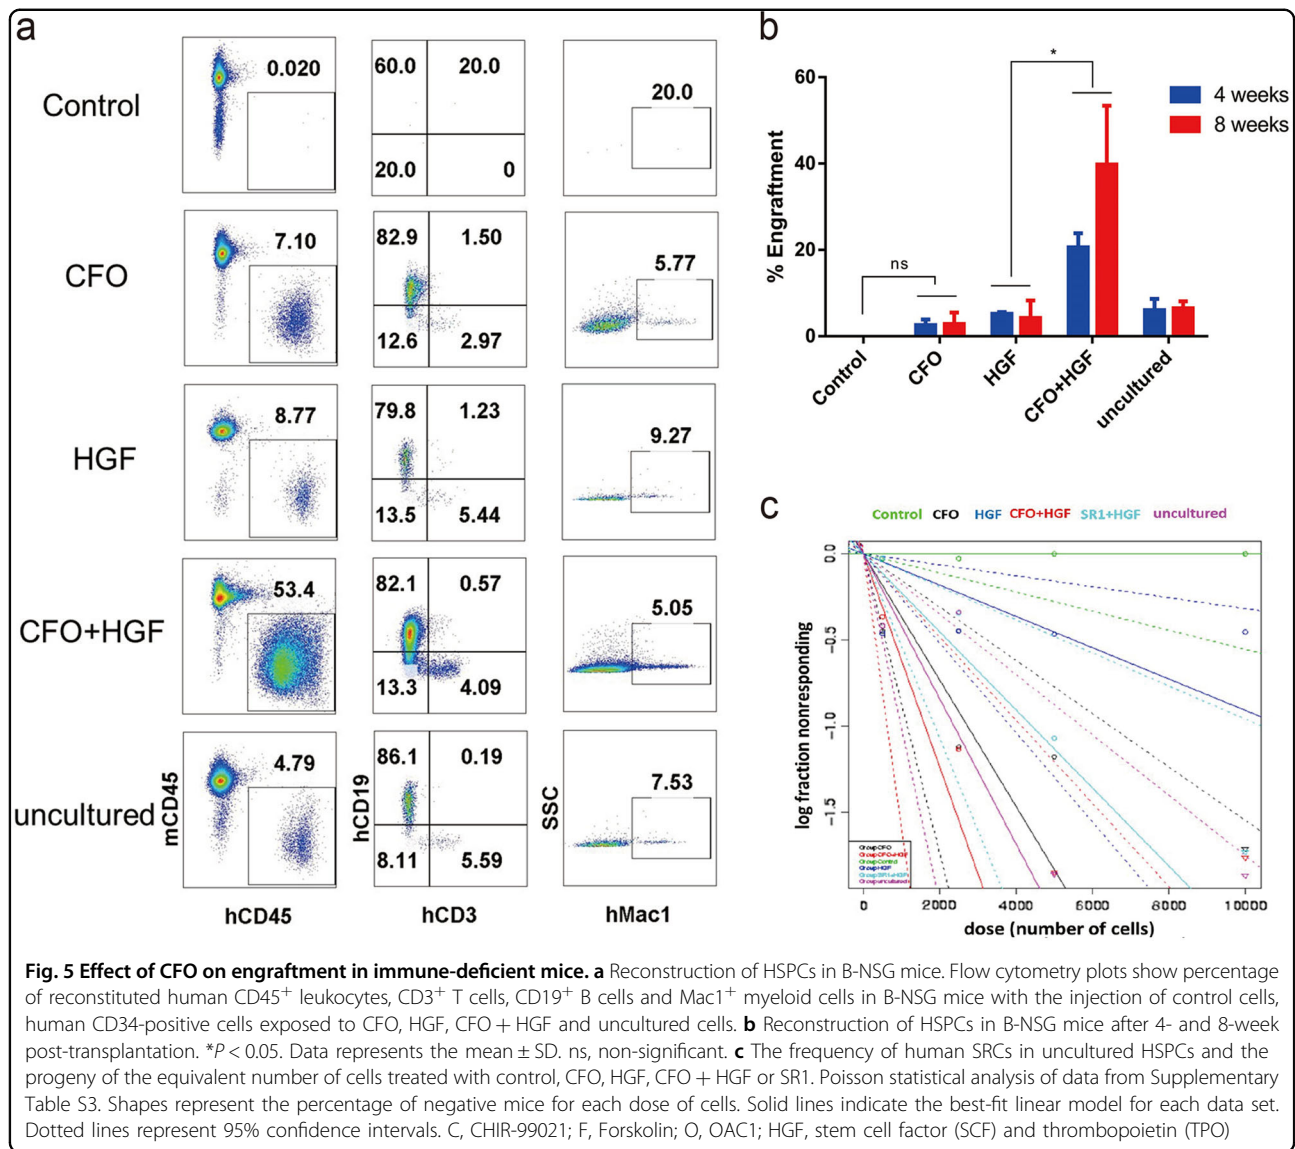 a
Control
0.020
60.0 20.0
20.0 0
20.0
CFO
7.10
82.9 1.50
12.6 2.97
5.77
HGF
8.77
79.8 1.23
13.5 5.44
9.27
CFO+HGF
53.4
82.1 0.57
13.3 4.09
5.05
uncultured
mCD45
4.79
hCD19
86.1 0.19
8.11 5.59
SSC
7.53
hCD45 hCD3 hMac1
b
*
ns
4 weeks
8 weeks
% Engraftment
60
40
20
0
Control CFO HGF CFO+HGF uncultured
c
Control CFO HGF CFO+HGF SR1+HGF uncultured
log fraction nonresponding
0.0
−0.5
−1.0
−1.5
Group CFO
Group CFO+HGF
Group Control
Group HGF
Group SR1+HGF
Group uncultured
0 2000 4000 6000 8000 10000
dose (number of cells)
Fig. 5 Effect of CFO on engraftment in immune-deficient mice. a Reconstruction of HSPCs in B-NSG mice. Flow cytometry plots show percentage
of reconstituted human CD45+ leukocytes, CD3+ T cells, CD19+ B cells and Mac1+ myeloid cells in B-NSG mice with the injection of control cells,
human CD34-positive cells exposed to CFO, HGF, CFO + HGF and uncultured cells. b Reconstruction of HSPCs in B-NSG mice after 4- and 8-week
post-transplantation. *P < 0.05. Data represents the mean ± SD. ns, non-significant. c The frequency of human SRCs in uncultured HSPCs and the
progeny of the equivalent number of cells treated with control, CFO, HGF, CFO + HGF or SR1. Poisson statistical analysis of data from Supplementary
Table S3. Shapes represent the percentage of negative mice for each dose of cells. Solid lines indicate the best-fit linear model for each data set.
Dotted lines represent 95% confidence intervals. C, CHIR-99021; F, Forskolin; O, OAC1; HGF, stem cell factor (SCF) and thrombopoietin (TPO)